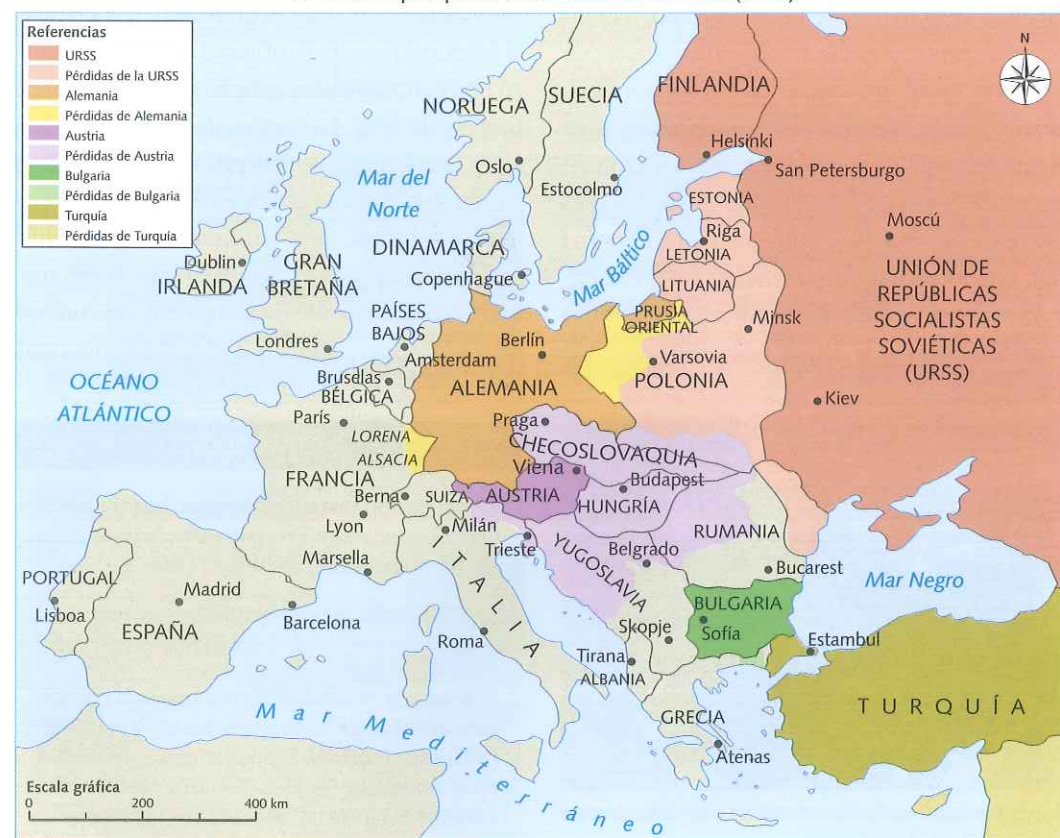 Referencias
URSS
Pérdidas de la URSS
Alemania
Pérdidas de Alemania
Austria
Pérdidas de Austria
Bulgaria
Pérdidas de Bulgaria
Turquía
Pérdidas de Turquía
N
FINLANDIA
SUECIA
NORUEGA
Helsinki
Oslo
San Petersburgo
Estocolmo
Mar del
Norte
ESTONIA
Moscú
Riga
LETONIA
DINAMARCA
Mar Báltico
Dublin
IRLANDA
GRAN
BRETAÑA
Copenhague
LITUANIA
UNIÓN DE
REPÚBLICAS
SOCIALISTAS
SOVIÉTICAS
(URSS)
PAÍSES
BAJOS
PRUSIA
ORIENTAL
Minsk
Londres
Amsterdam
Berlín
Varsovia
POLONIA
OCÉANO
ATLÁNTICO
Bruselas
BÉLGICA
ALEMANIA
Kiev
París
Praga
LORENA
ALSACIA
CHECOSLOVAQUIA
Viena
FRANCIA
Budapest
Berna
SUIZA
AUSTRIA
HUNGRÍA
Lyon
Milán
RUMANIA
Trieste
YUGOSLAVIA
Belgrado
Marsella
ITALIA
Bucarest
Mar Negro
PORTUGAL
Madrid
Lisboa
BULGARIA
Barcelona
ESPAÑA
Sofía
Skopje
Roma
Estambul
Tirana
ALBANIA
TURQUÍA
GRECIA
Mar Mediterráneo
Atenas
Escala gráfica
0 200 400 km